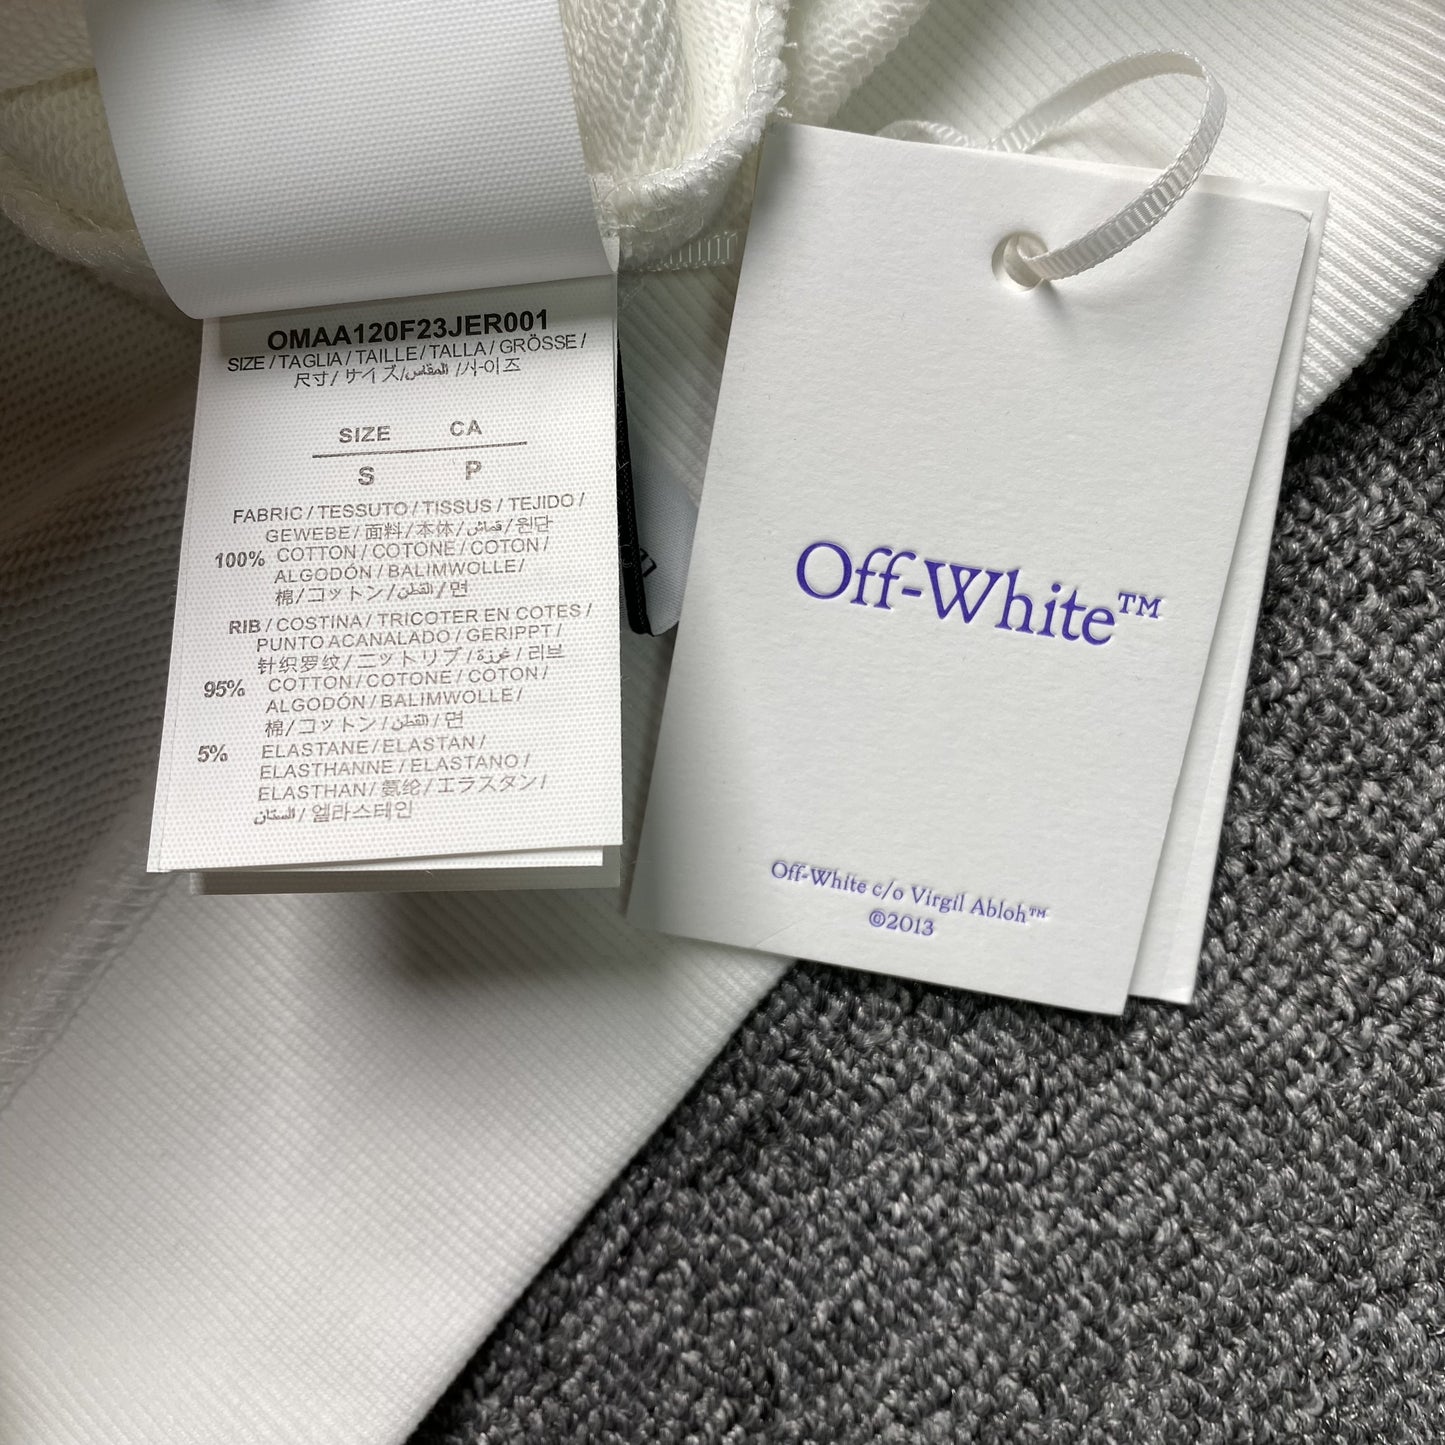 OMAA120F23JER001
SIZE / TAGLIA / TAILLE / TALLA / GRÖSSE /
尺寸 / サイズ / المقاس / 사이즈
SIZE CA
S P
FABRIC / TESSUTO / TISSUS / TEJIDO /
GEWEBE / 面料 / 本体 / قماش / 원단
100% COTTON / COTONE / COTON /
ALGODÓN / BALIMWOLLE /
棉 / コットン / القطن / 면
RIB / COSTINA / TRICOTER EN COTES /
PUNTO ACANALADO / GERIPPT /
针织罗纹 / ニットリブ / غرزة / 리브
95% COTTON / COTONE / COTON /
ALGODÓN / BALIMWOLLE /
棉 / コットン / القطن / 면
5% ELASTANE / ELASTAN /
ELASTHANNE / ELASTANO /
ELASTHAN / 氨纶 / エラスタン /
الستان / 엘라스테인
Off-White™
Off-White c/o Virgil Abloh™
©2013